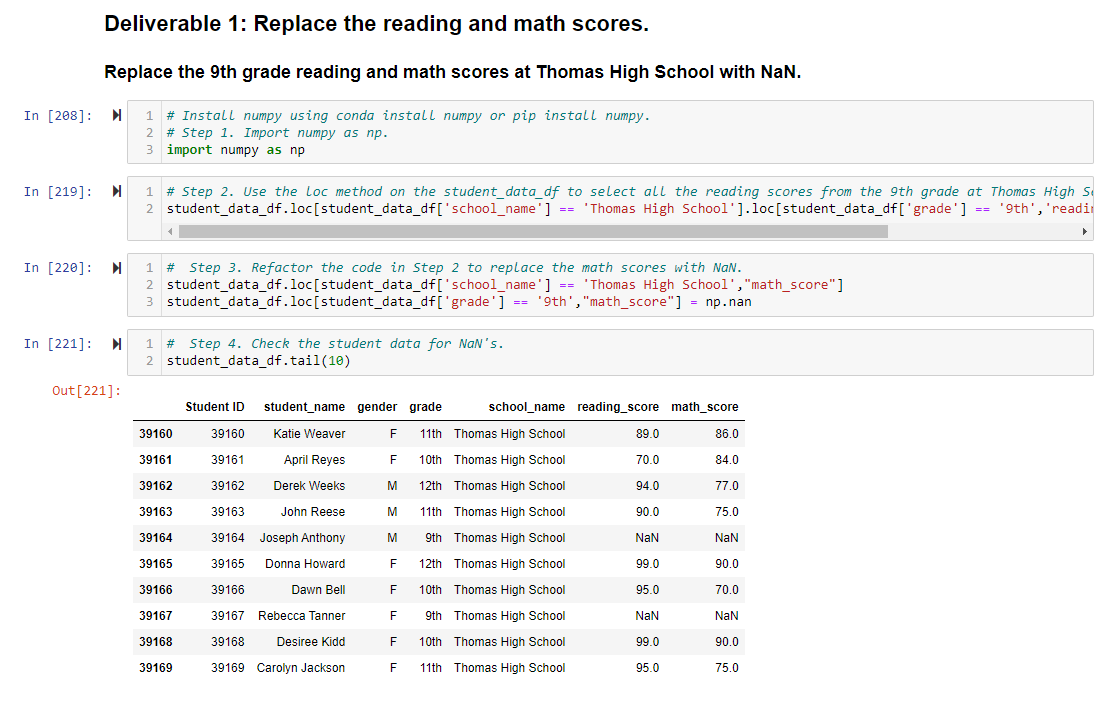 Deliverable 1: Replace the reading and math scores.
Replace the 9th grade reading and math scores at Thomas High School with NaN.
In [208]:
1 # Install numpy using conda install numpy or pip install numpy.
2 # Step 1. Import numpy as np.
3 import numpy as np
In [219]:
1 # Step 2. Use the loc method on the student_data_df to select all the reading scores from the 9th grade at Thomas High
2 student_data_df.loc[student_data_df['school_name'] == 'Thomas High School'].loc[student_data_df['grade'] == '9th','readi
In [220]:
1 #  Step 3. Refactor the code in Step 2 to replace the math scores with NaN.
2 student_data_df.loc[student_data_df['school_name'] == 'Thomas High School',"math_score"]
3 student_data_df.loc[student_data_df['grade'] == '9th',"math_score"] = np.nan
In [221]:
1 #  Step 4. Check the student data for NaN's.
2 student_data_df.tail(10)
Out[221]:
Student ID student_name gender grade school_name reading_score math_score
39160 39160 Katie Weaver F 11th Thomas High School 89.0 86.0
39161 39161 April Reyes F 10th Thomas High School 70.0 84.0
39162 39162 Derek Weeks M 12th Thomas High School 94.0 77.0
39163 39163 John Reese M 11th Thomas High School 90.0 75.0
39164 39164 Joseph Anthony M 9th Thomas High School NaN NaN
39165 39165 Donna Howard F 12th Thomas High School 99.0 90.0
39166 39166 Dawn Bell F 10th Thomas High School 95.0 70.0
39167 39167 Rebecca Tanner F 9th Thomas High School NaN NaN
39168 39168 Desiree Kidd F 10th Thomas High School 99.0 90.0
39169 39169 Carolyn Jackson F 11th Thomas High School 95.0 75.0